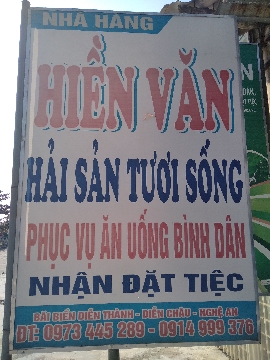 NHÀ HÀNG
HIỀN VĂN
HẢI SẢN TƯƠI SỐNG
PHỤC VỤ ĂN UỐNG BÌNH DÂN
NHẬN ĐẶT TIỆC
BÃI BIỂN DIỄN THÀNH - DIỄN CHÂU - NGHỆ AN
ĐT: 0973 445 289 - 0914 999 376